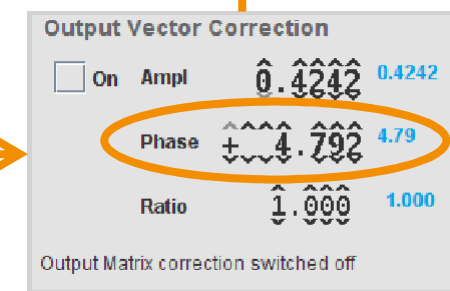 Output Vector Correction
On Ampl 0.4242 0.4242
Phase + 4.792 4.79
Ratio 1.000 1.000
Output Matrix correction switched off